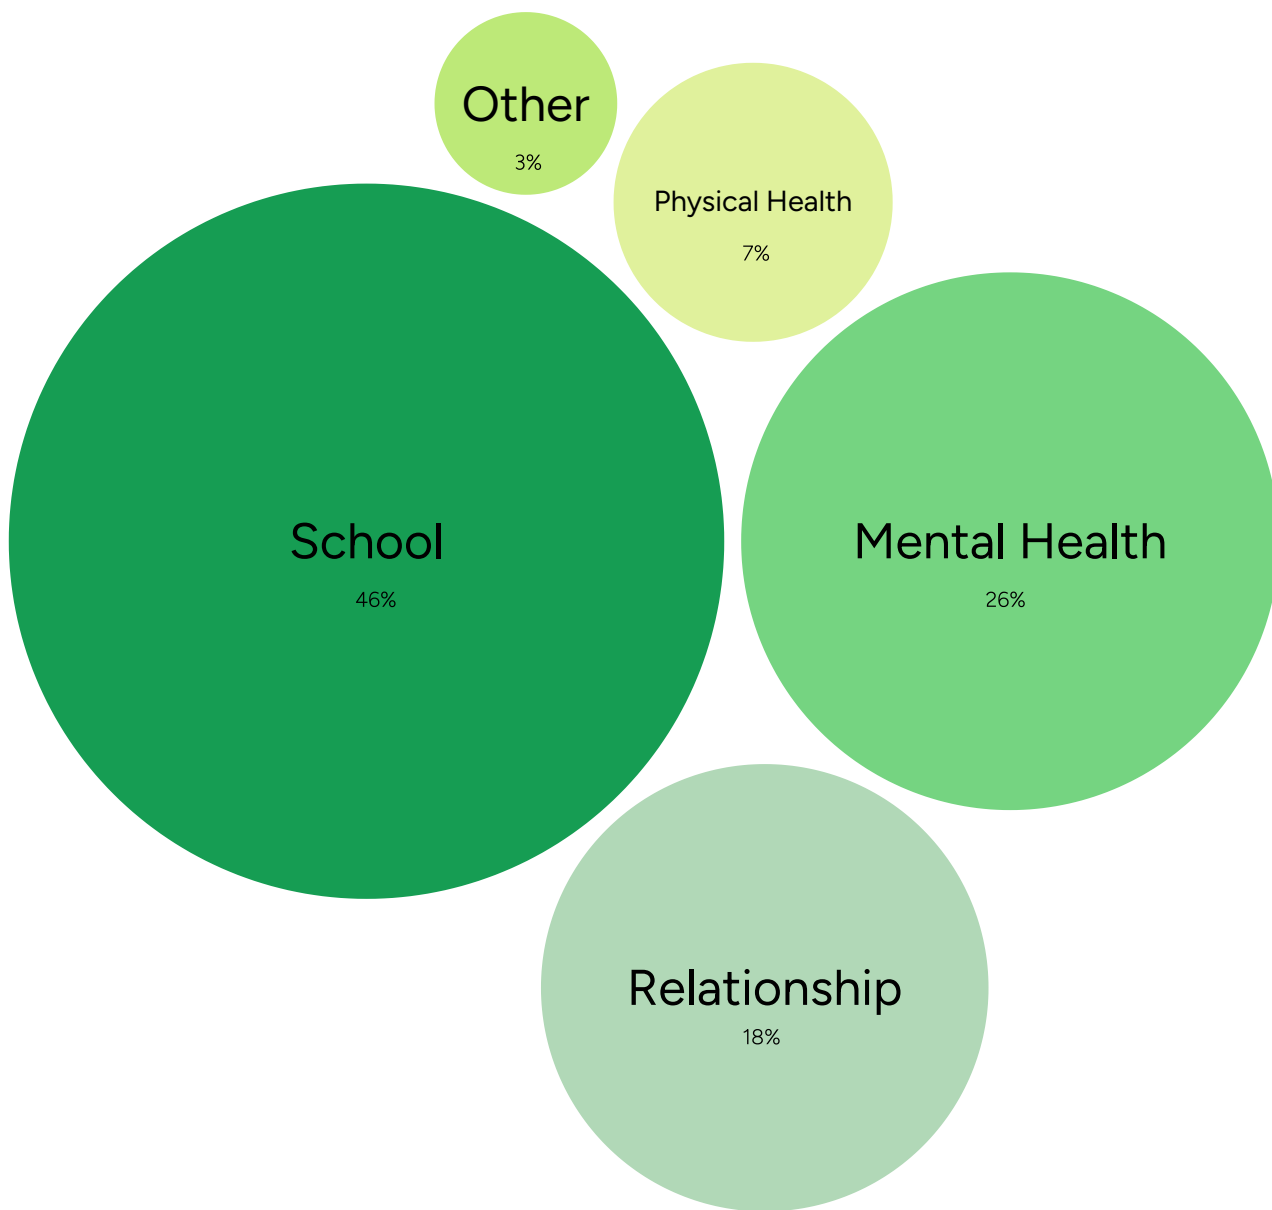 Other
3%
Physical Health
7%
School
46%
Mental Health
26%
Relationship
18%